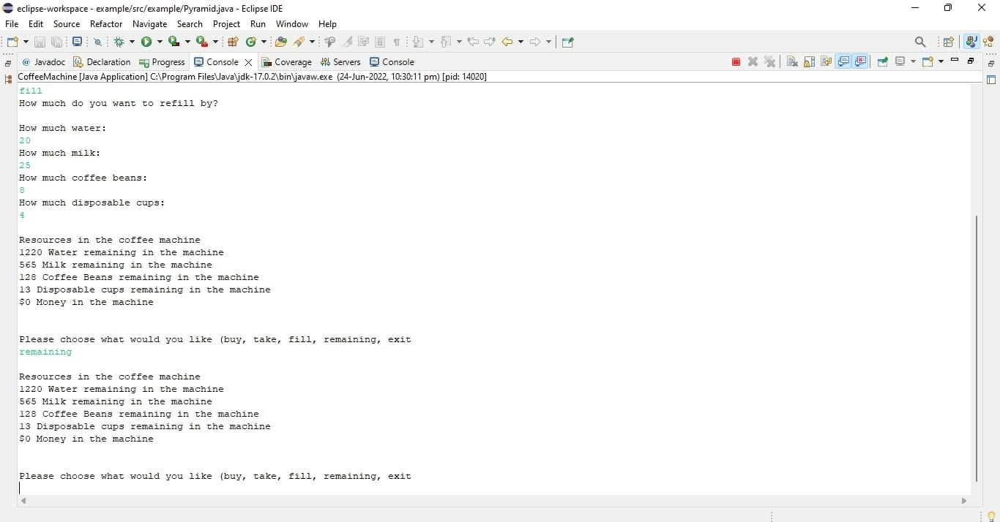 eclipse-workspace - example/src/example/Pyramid.java - Eclipse IDE
File Edit Source Refactor Navigate Search Project Run Window Help
@ Javadoc Declaration Progress Console Coverage Servers Console
CoffeeMachine [Java Application] C:\Program Files\Java\jdk-17.0.2\bin\javaw.exe (24-Jun-2022, 10:30:11 pm) [pid: 14020]
fill
How much do you want to refill by?
How much water:
20
How much milk:
25
How much coffee beans:
8
How much disposable cups:
4
Resources in the coffee machine
1220 Water remaining in the machine
565 Milk remaining in the machine
128 Coffee Beans remaining in the machine
13 Disposable cups remaining in the machine
$0 Money in the machine
Please choose what would you like (buy, take, fill, remaining, exit
remaining
Resources in the coffee machine
1220 Water remaining in the machine
565 Milk remaining in the machine
128 Coffee Beans remaining in the machine
13 Disposable cups remaining in the machine
$0 Money in the machine
Please choose what would you like (buy, take, fill, remaining, exit